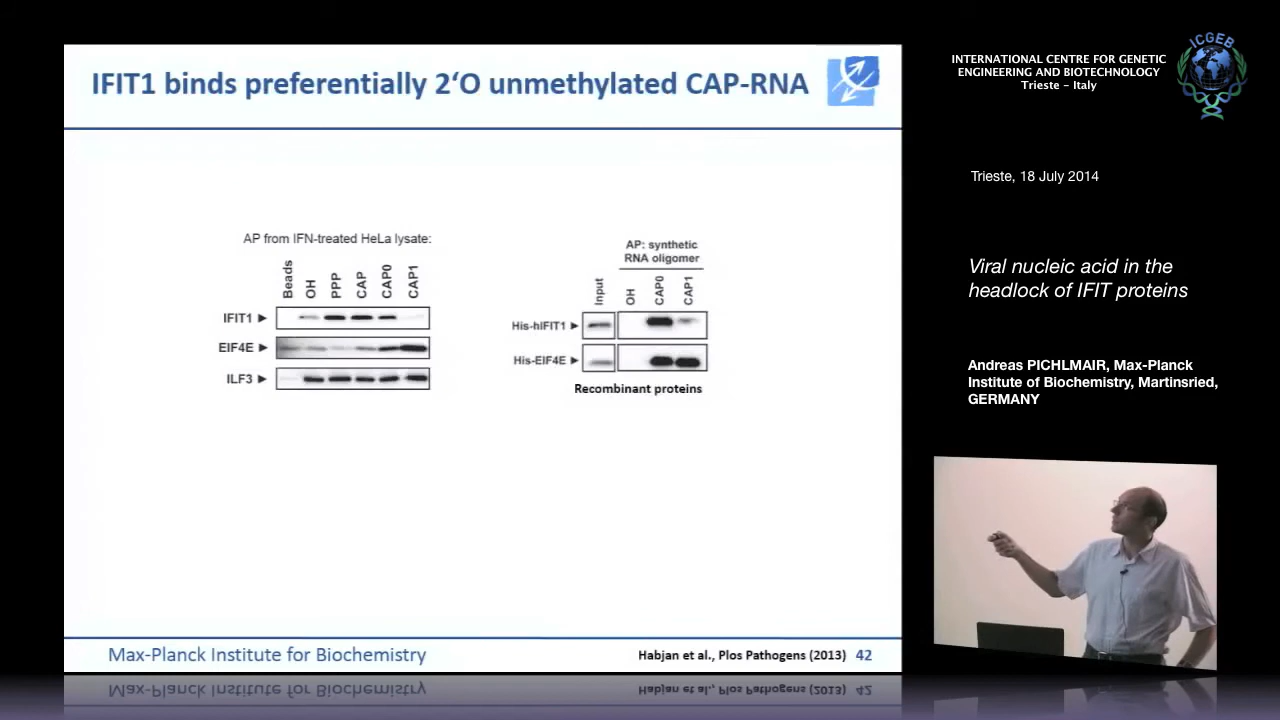 IFIT1 binds preferentially 2‘O unmethylated CAP-RNA
AP from IFN-treated HeLa lysate:
Beads
OH
PPP
CAP
CAP0
CAP1
IFIT1
EIF4E
ILF3
AP: synthetic
RNA oligomer
Input
OH
CAP0
CAP1
His-hIFIT1
His-EIF4E
Recombinant proteins
Max-Planck Institute for Biochemistry
Habjan et al., Plos Pathogens (2013) 42
INTERNATIONAL CENTRE FOR GENETIC
ENGINEERING AND BIOTECHNOLOGY
Trieste - Italy
ICGEB
Trieste, 18 July 2014
Viral nucleic acid in the
headlock of IFIT proteins
Andreas PICHLMAIR, Max-Planck
Institute of Biochemistry, Martinsried,
GERMANY